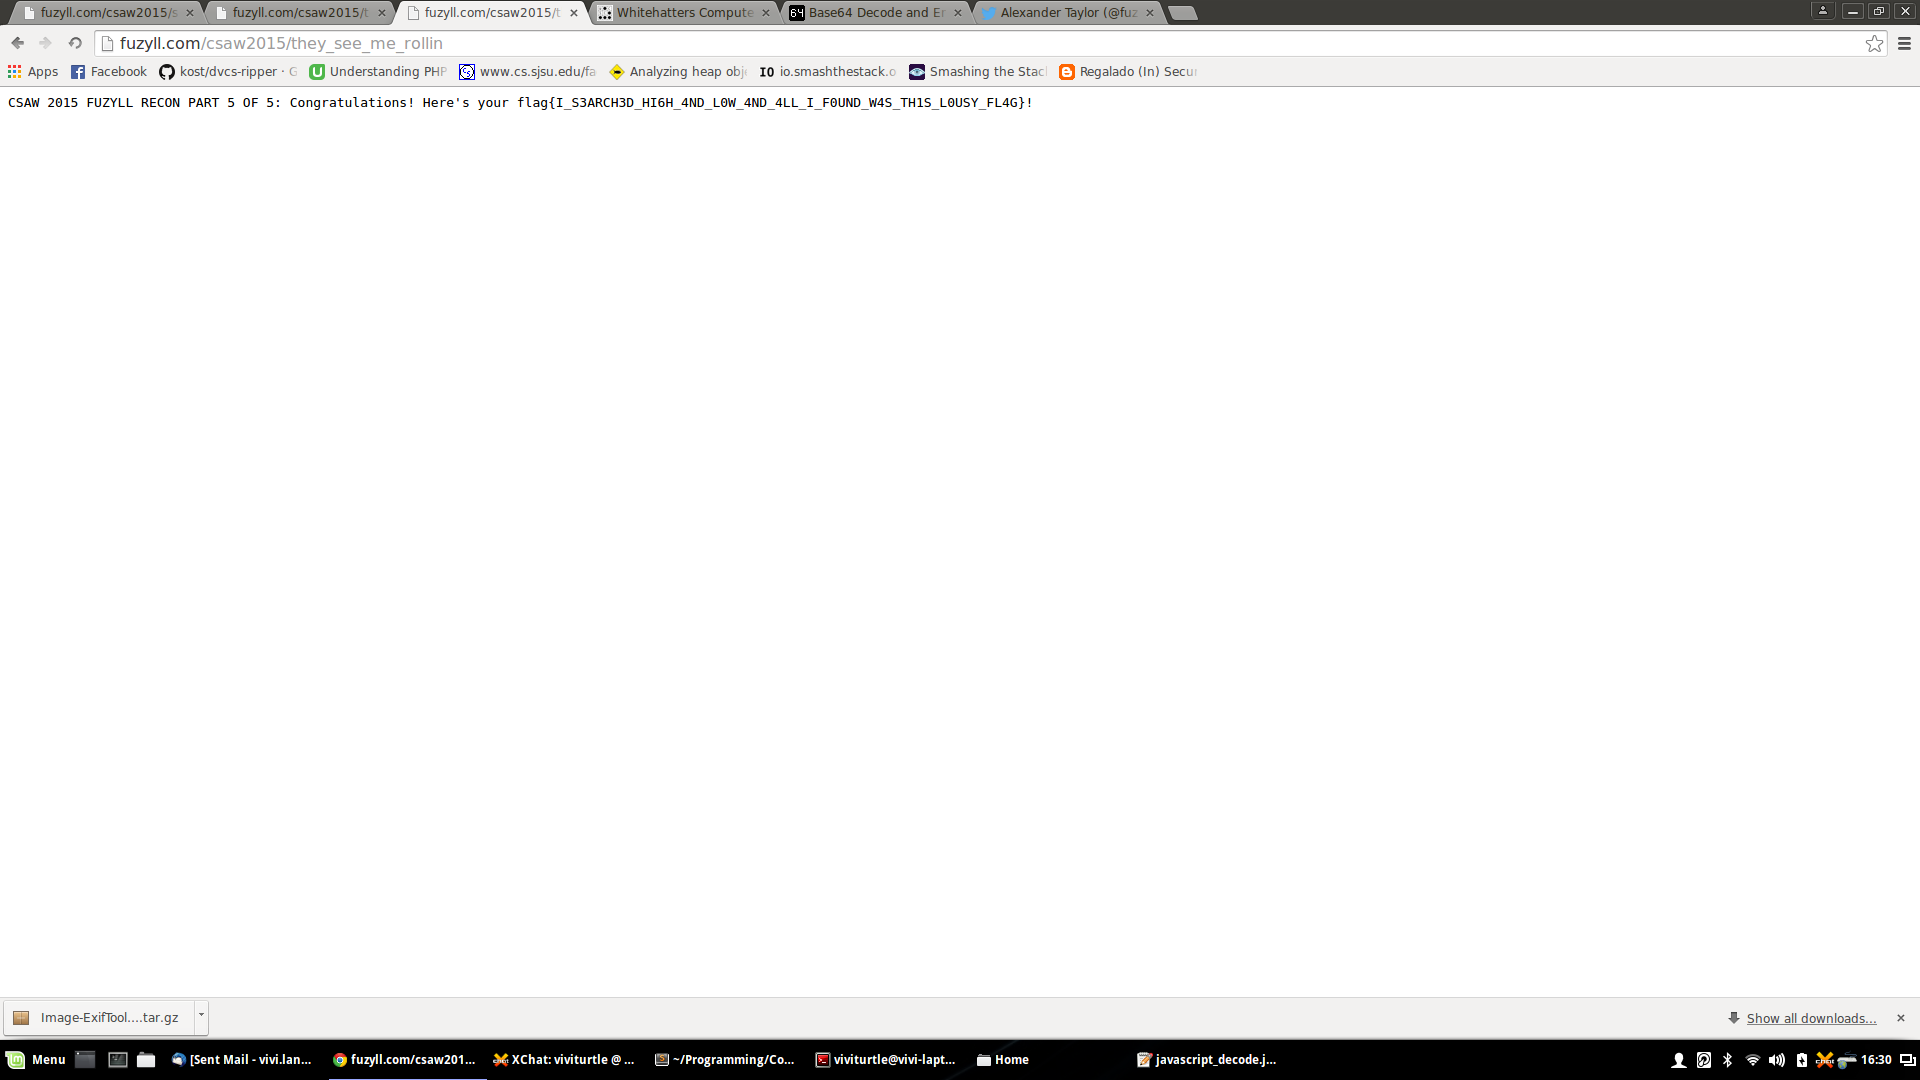 fuzyll.com/csaw2015/s
fuzyll.com/csaw2015/t
fuzyll.com/csaw2015/t
Whitehatters Compute
Base64 Decode and En
Alexander Taylor (@fuz
fuzyll.com/csaw2015/they_see_me_rollin
Apps
Facebook
kost/dvcs-ripper · G
Understanding PHP
www.cs.sjsu.edu/fa
Analyzing heap obj
IO io.smashthestack.o
Smashing the Stac
Regalado (In) Secu
CSAW 2015 FUZYLL RECON PART 5 OF 5: Congratulations! Here's your flag{I_S3ARCH3D_HI6H_4ND_L0W_4ND_4LL_I_F0UND_W4S_TH1S_L0USY_FL4G}!
Image-ExifTool....tar.gz
Show all downloads...
Menu
[Sent Mail - vivi.lan...
fuzyll.com/csaw201...
XChat: viviturtle @ ...
~/Programming/Co...
viviturtle@vivi-lapt...
Home
javascript_decode.j...
16:30